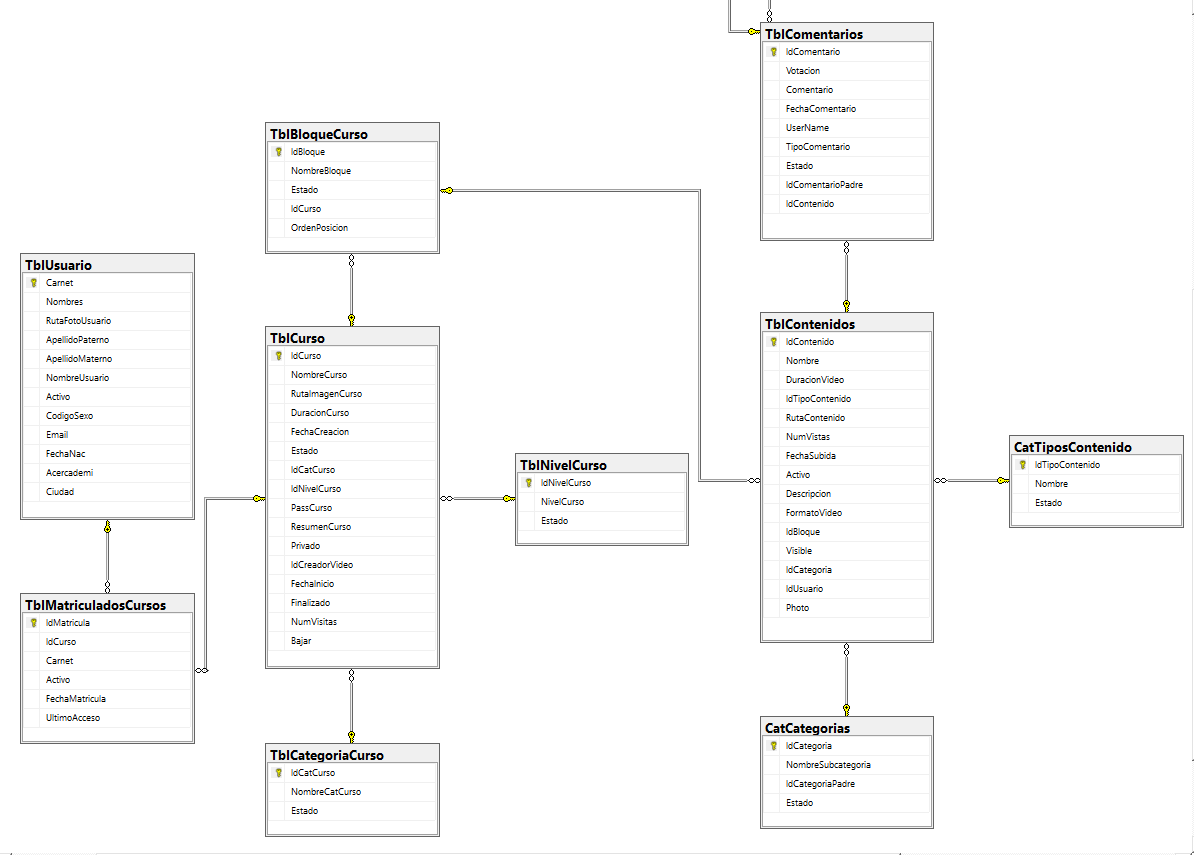 TblComentarios
IdComentario
Votacion
Comentario
FechaComentario
UserName
TipoComentario
Estado
IdComentarioPadre
IdContenido
TblBloqueCurso
IdBloque
NombreBloque
Estado
IdCurso
OrdenPosicion
TblUsuario
Carnet
Nombres
RutaFotoUsuario
ApellidoPaterno
ApellidoMaterno
NombreUsuario
Activo
CodigoSexo
Email
FechaNac
Acercademi
Ciudad
TblCurso
IdCurso
NombreCurso
RutaImagenCurso
DuracionCurso
FechaCreacion
Estado
IdCatCurso
IdNivelCurso
PassCurso
ResumenCurso
Privado
IdCreadorVideo
FechaInicio
Finalizado
NumVisitas
Bajar
TblContenidos
IdContenido
Nombre
DuracionVideo
IdTipoContenido
RutaContenido
NumVistas
FechaSubida
Activo
Descripcion
FormatoVideo
IdBloque
Visible
IdCategoria
IdUsuario
Photo
TblNivelCurso
IdNivelCurso
NivelCurso
Estado
CatTiposContenido
IdTipoContenido
Nombre
Estado
TblMatriculadosCursos
IdMatricula
IdCurso
Carnet
Activo
FechaMatricula
UltimoAcceso
TblCategoriaCurso
IdCatCurso
NombreCatCurso
Estado
CatCategorias
IdCategoria
NombreSubcategoria
IdCategoriaPadre
Estado